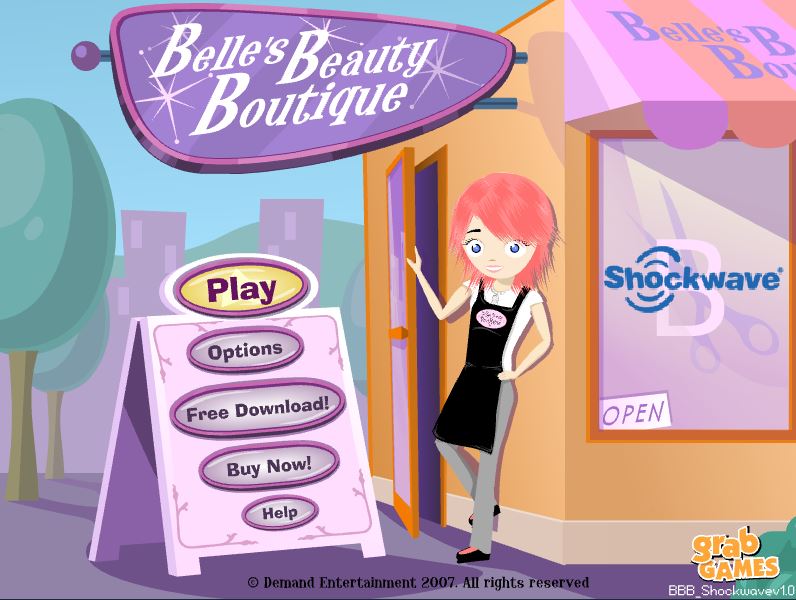 Belle's Beauty
Boutique
Belle's B
Bou
Play
Options
Free Download!
Buy Now!
Help
B
Shockwave®
OPEN
grab
GAMES
© Demand Entertainment 2007. All rights reserved
BBB_Shockwavev1.0